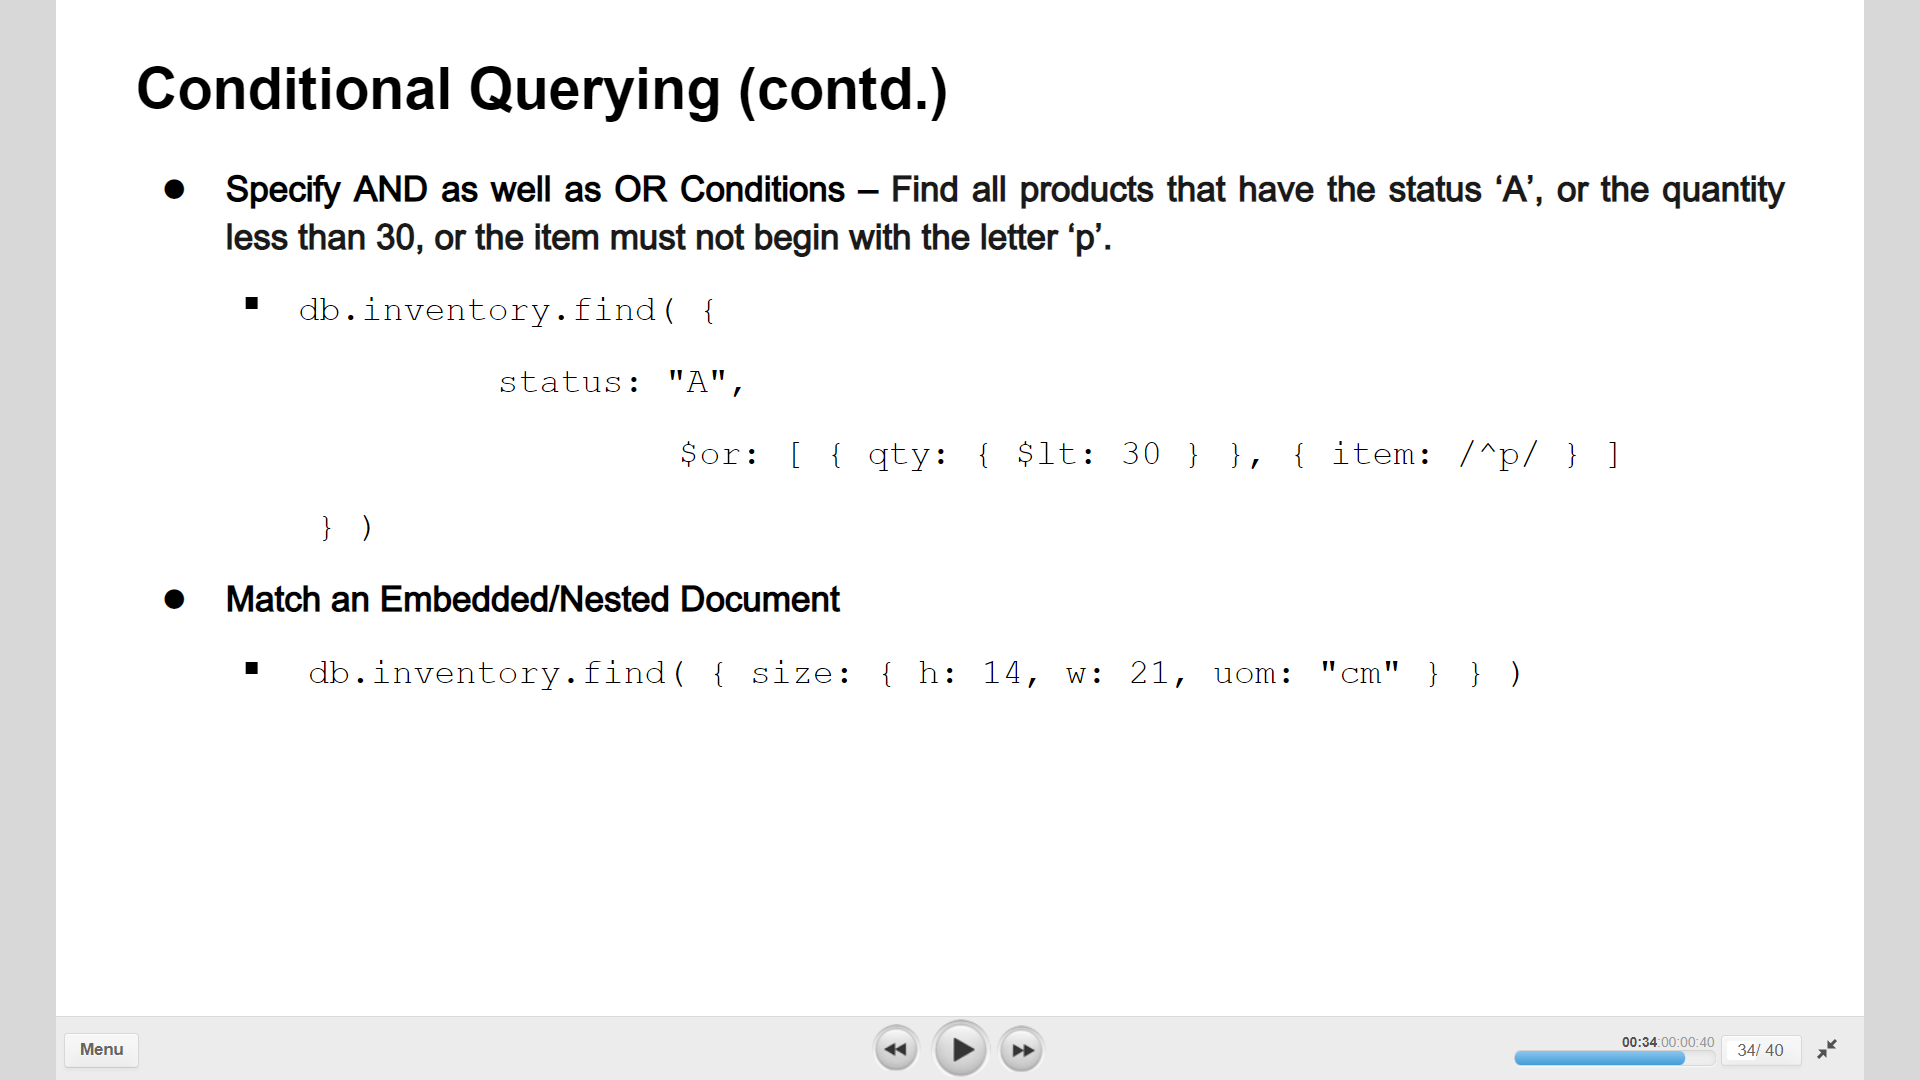 Conditional Querying (contd.)
● Specify AND as well as OR Conditions – Find all products that have the status ‘A’, or the quantity
less than 30, or the item must not begin with the letter ‘p’.
▪ db.inventory.find( {
status: "A",
$or: [ { qty: { $lt: 30 } }, { item: /^p/ } ]
} )
● Match an Embedded/Nested Document
▪ db.inventory.find( { size: { h: 14, w: 21, uom: "cm" } } )
Menu
00:34:00:00:40
34/ 40